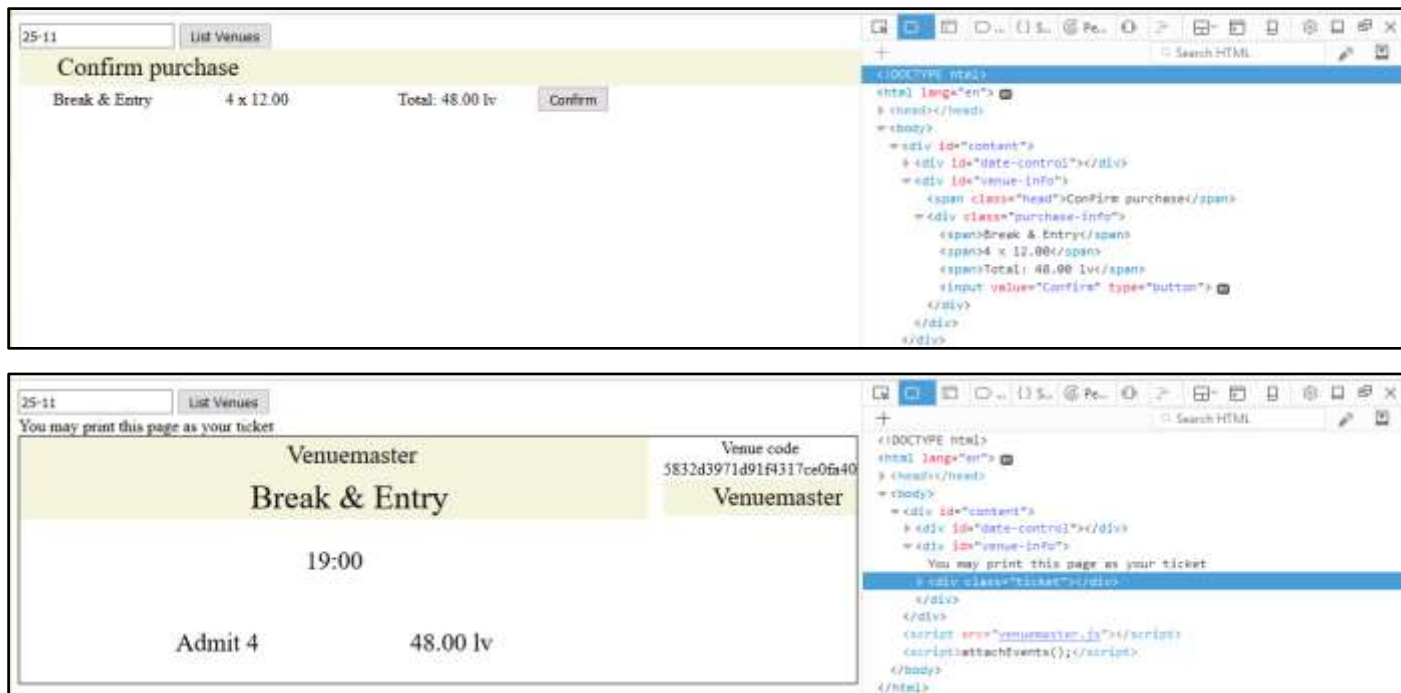 25-11
List Venues
Confirm purchase
Break & Entry 4 x 12.00 Total: 48.00 lv Confirm
Search HTML
<!DOCTYPE html>
<html lang="en">
<head></head>
<body>
<div id="content">
<div id="date-control"></div>
<div id="venue-info">
<span class="head">Confirm purchase</span>
<div class="purchase-info">
<span>Break & Entry</span>
<span>4 x 12.00</span>
<span>Total: 48.00 lv</span>
<input value="Confirm" type="button">
</div>
</div>
</div>
25-11
List Venues
You may print this page as your ticket
Venuemaster
Break & Entry
19:00
Admit 4 48.00 lv
Venue code
5832d3971d91f4317ce0fa40
Venuemaster
Search HTML
<!DOCTYPE html>
<html lang="en">
<head></head>
<body>
<div id="content">
<div id="date-control"></div>
<div id="venue-info">
You may print this page as your ticket
<div class="ticket"></div>
</div>
</div>
<script src="venuemaster.js"></script>
<script>attachEvents();</script>
</body>
</html>